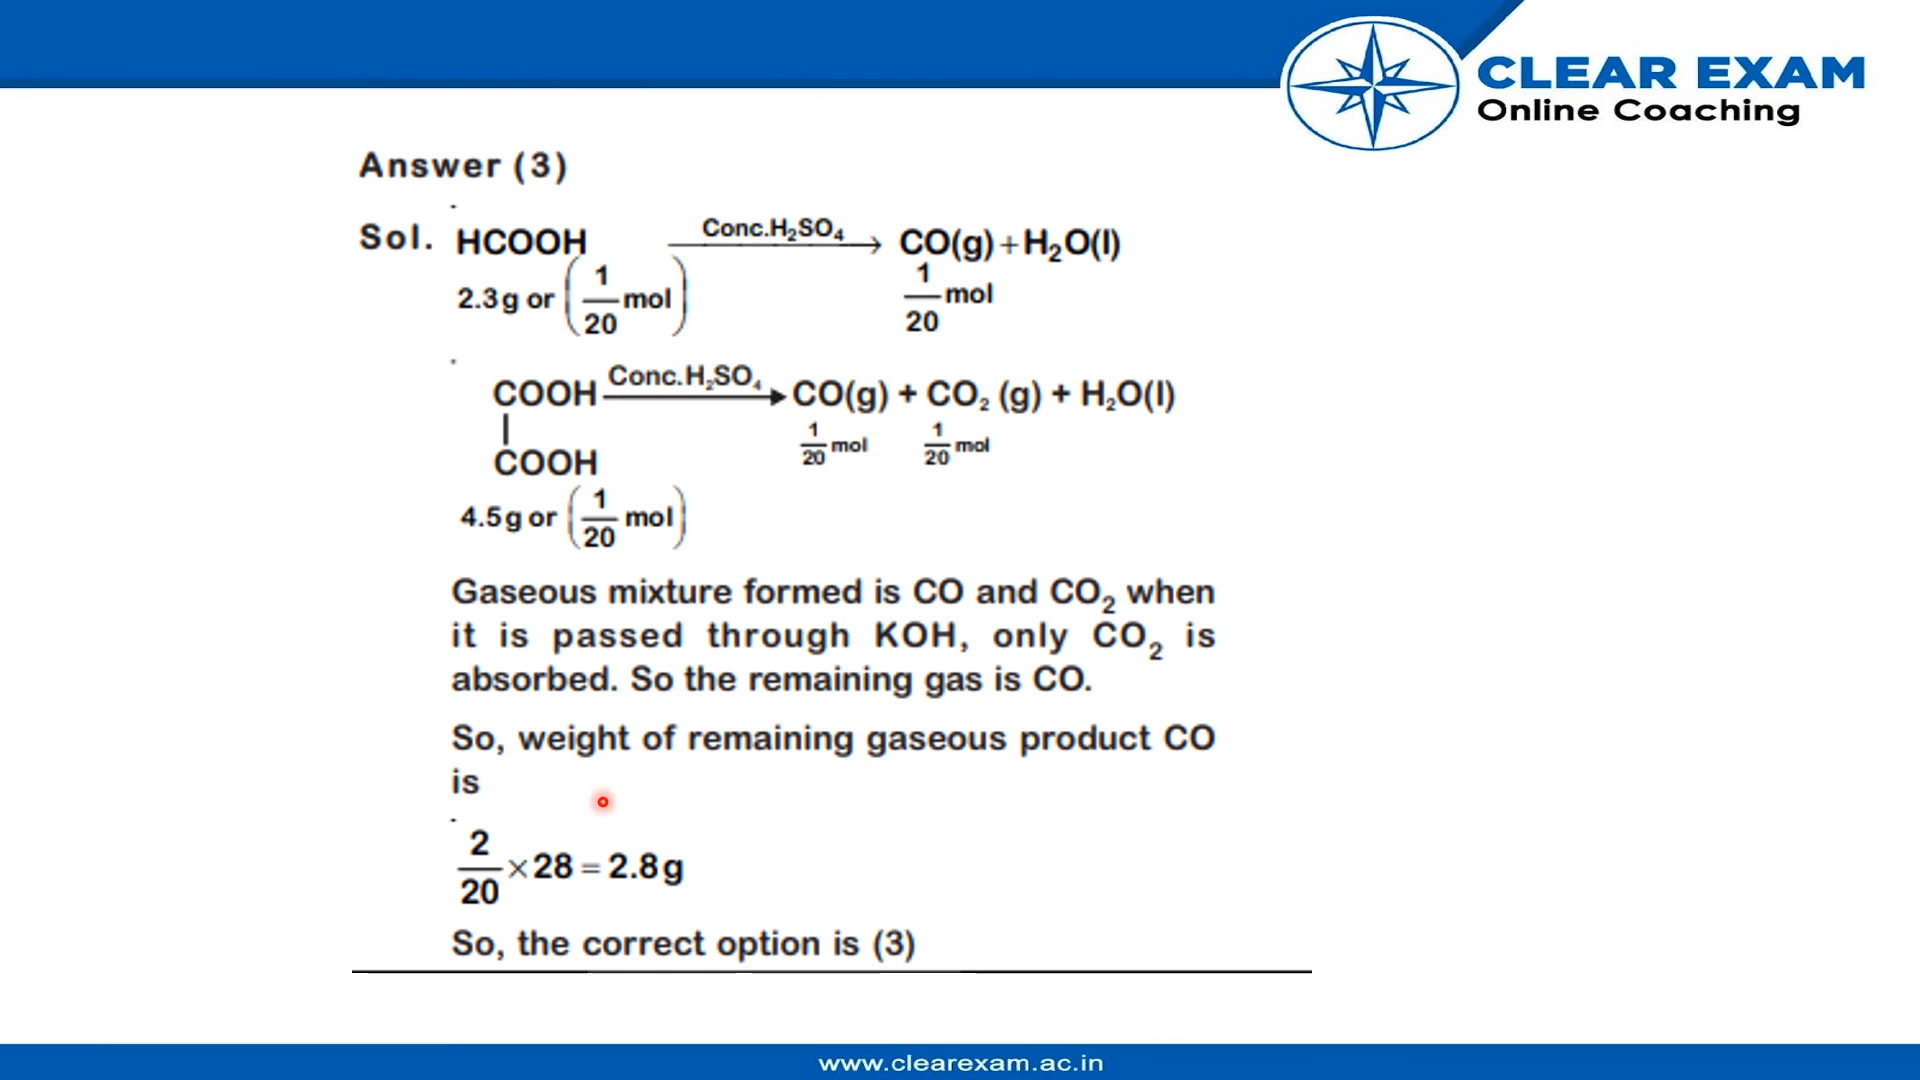 CLEAR EXAM
Online Coaching
Answer (3)
Sol. HCOOH —Conc.H₂SO₄→ CO(g) + H₂O(l)
2.3 g or (1/20 mol) 1/20 mol
COOH —Conc.H₂SO₄→ CO(g) + CO₂ (g) + H₂O(l)
|
COOH
1/20 mol 1/20 mol
4.5 g or (1/20 mol)
Gaseous mixture formed is CO and CO₂ when
it is passed through KOH, only CO₂ is
absorbed. So the remaining gas is CO.
So, weight of remaining gaseous product CO
is
2/20 × 28 = 2.8 g
So, the correct option is (3)
www.clearexam.ac.in